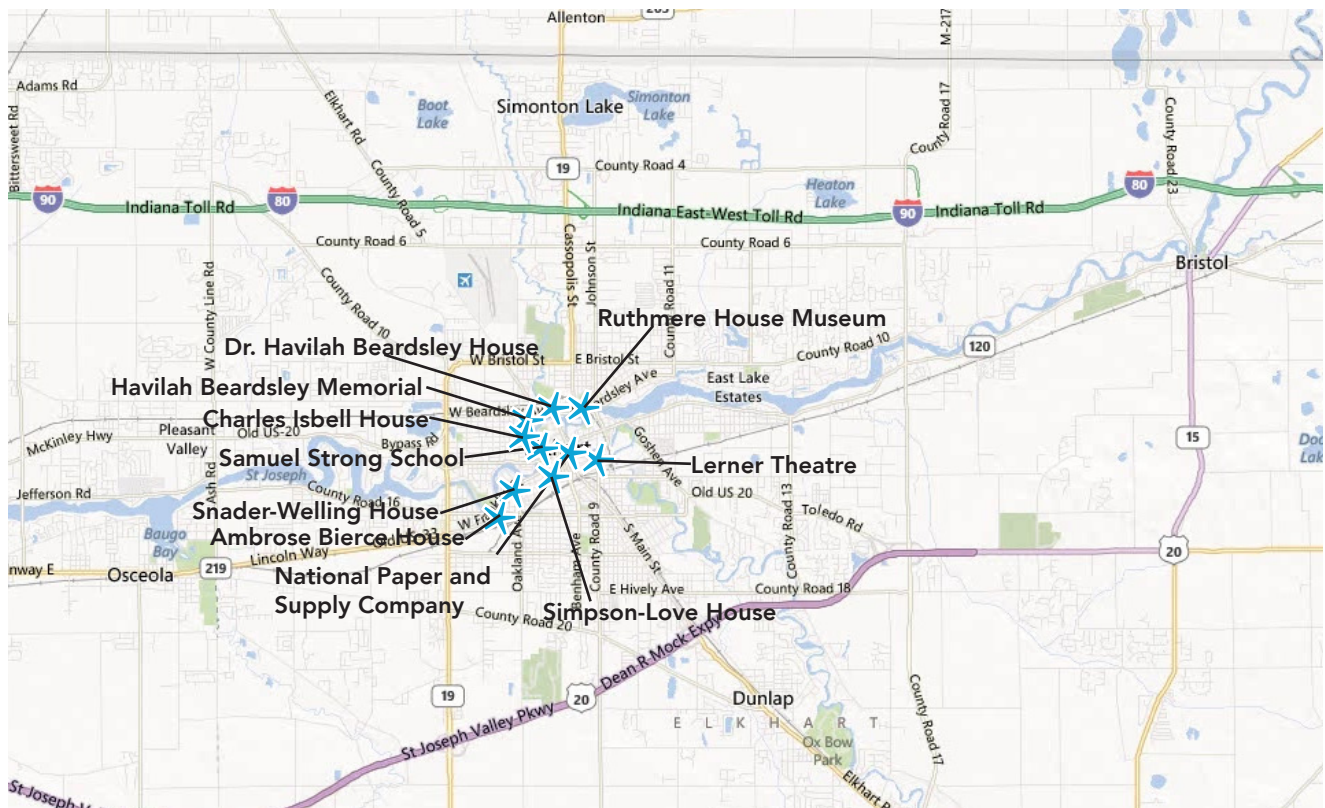 Allenton
M-217
Adams Rd
Bittersweet Rd
Elkhart Rd
Boot
Lake
Simonton Lake
Simonton
Lake
County Road 17
County Road 23
19
County Road 4
County Road 5
90
Indiana Toll Rd
80
Indiana East-West Toll Rd
Heaton
Lake
90
Indiana Toll Rd
80
County Road 6
County Road 6
Cassopolis St
Johnson St
County Road 11
W County Line Rd
County Road 10
Bristol
Ruthmere House Museum
Dr. Havilah Beardsley House
W Bristol St
E Bristol St
County Road 10
120
Havilah Beardsley Memorial
East Lake
Estates
W Beardsley
Charles Isbell House
McKinley Hwy
Pleasant
Valley
Old US-20
Bypass Rd
Goshen Ave
15
Samuel Strong School
Lerner Theatre
St Joseph
Ash Rd
Jefferson Rd
County Road 16
Old US 20
County Road 13
Toledo Rd
Snader-Welling House
Ambrose Bierce House
Baugo
Bay
Lincoln Way
219
Osceola
Oakland Ave
Benham Ave
County Road 9
S Main St
20
National Paper and
Supply Company
E Hively Ave
County Road 18
Simpson-Love House
County Road 20
Dean R Mock Expy
19
20
Dunlap
ELKHART
Ox Bow
Park
County Road 17
St Joseph Valley Pkwy